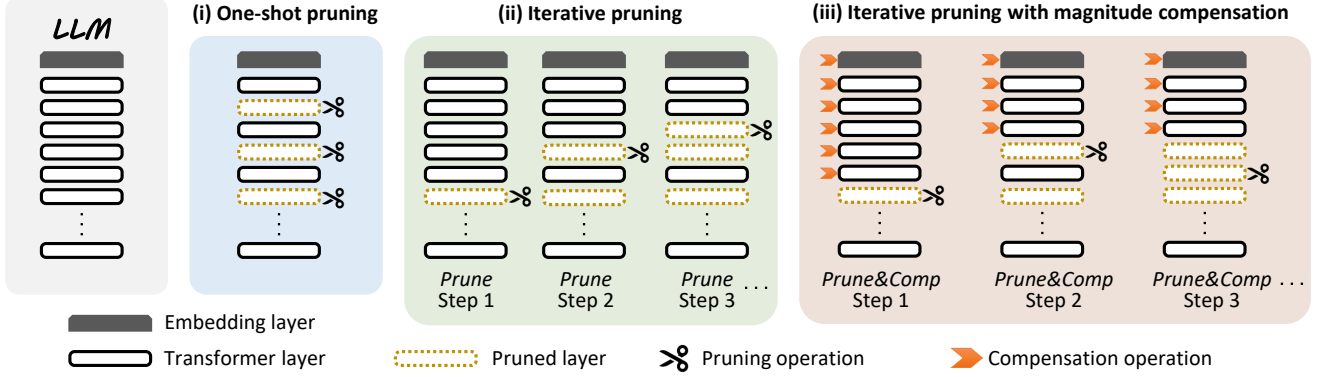 LLM
(i) One-shot pruning
(ii) Iterative pruning
(iii) Iterative pruning with magnitude compensation
Prune
Step 1
Prune
Step 2
Prune
Step 3
...
Prune&Comp
Step 1
Prune&Comp
Step 2
Prune&Comp
Step 3
...
Embedding layer
Transformer layer
Pruned layer
Pruning operation
Compensation operation